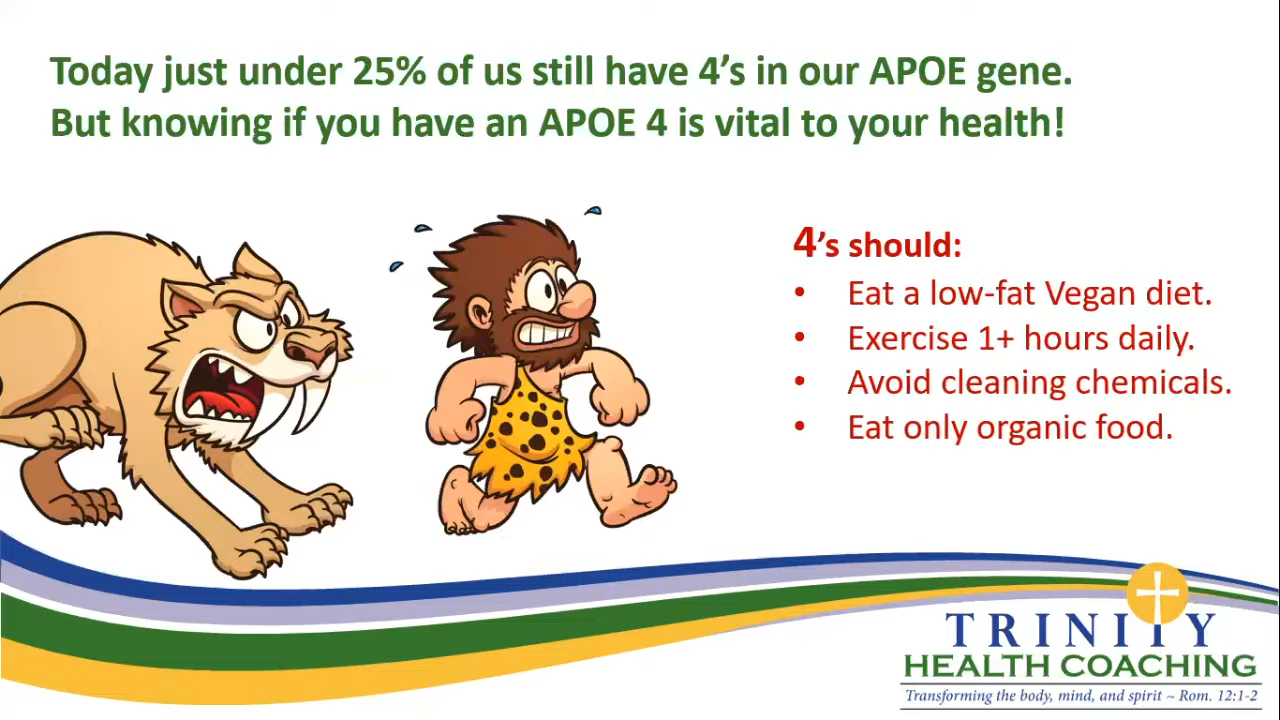 Today just under 25% of us still have 4’s in our APOE gene.
But knowing if you have an APOE 4 is vital to your health!
4’s should:
• Eat a low-fat Vegan diet.
• Exercise 1+ hours daily.
• Avoid cleaning chemicals.
• Eat only organic food.
TRINITY
HEALTH COACHING
Transforming the body, mind, and spirit ~ Rom. 12:1-2